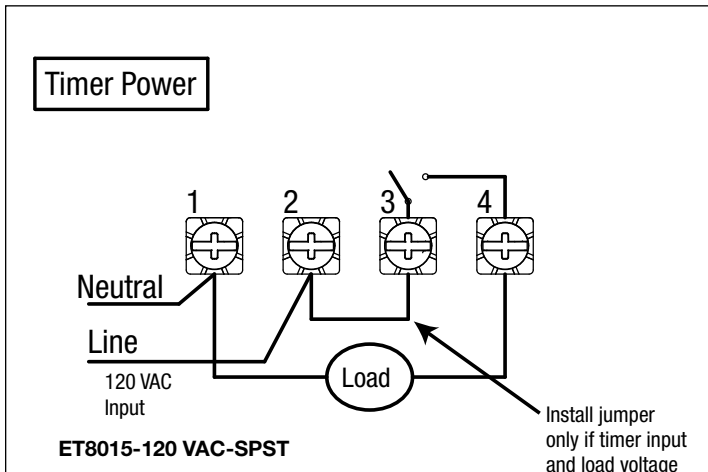 Timer Power
1 2 3 4
Neutral
Line
120 VAC
Input
Load
ET8015-120 VAC-SPST
Install jumper
only if timer input
and load voltage